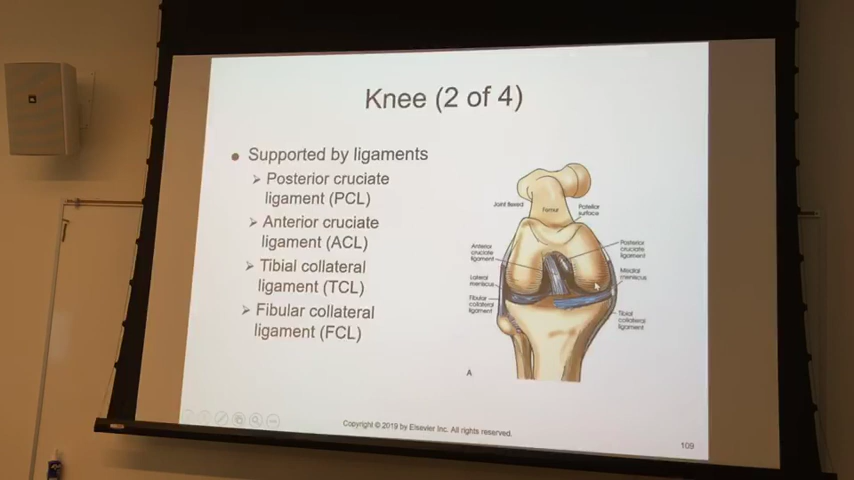 Knee (2 of 4)
Supported by ligaments
Posterior cruciate
ligament (PCL)
Anterior cruciate
ligament (ACL)
Tibial collateral
ligament (TCL)
Fibular collateral
ligament (FCL)
Joint flexed
Femur
Patellar
surface
Anterior
cruciate
ligament
Posterior
cruciate
ligament
Lateral
meniscus
Medial
meniscus
Fibular
collateral
ligament
Tibial
collateral
ligament
A
Copyright © 2019 by Elsevier Inc. All rights reserved.
109